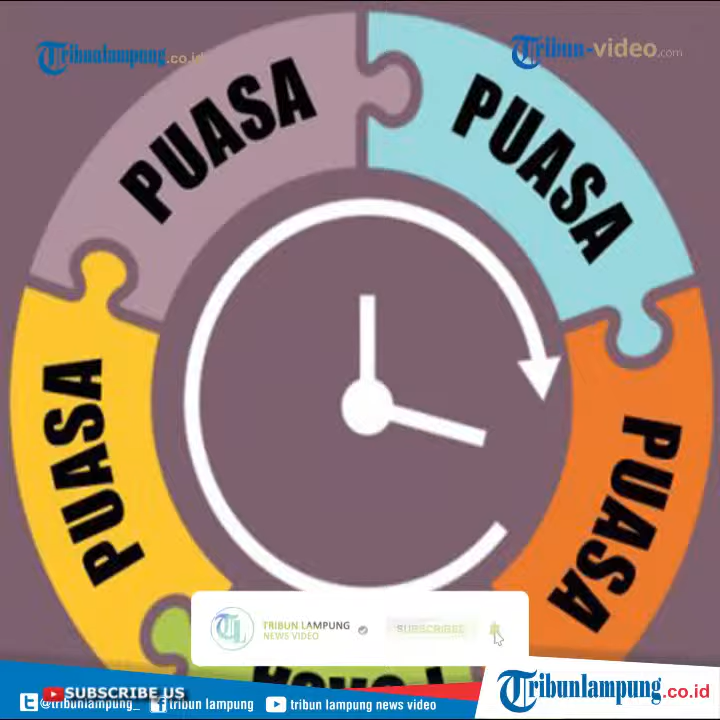 Tribunlampung.co.id
Tribun-video.com
PUASA
PUASA
PUASA
PUASA
TRIBUN LAMPUNG
NEWS VIDEO
SUBSCRIBE
Tribunlampung.co.id
SUBSCRIBE US
@tribunlampung_
tribun lampung
tribun lampung news video